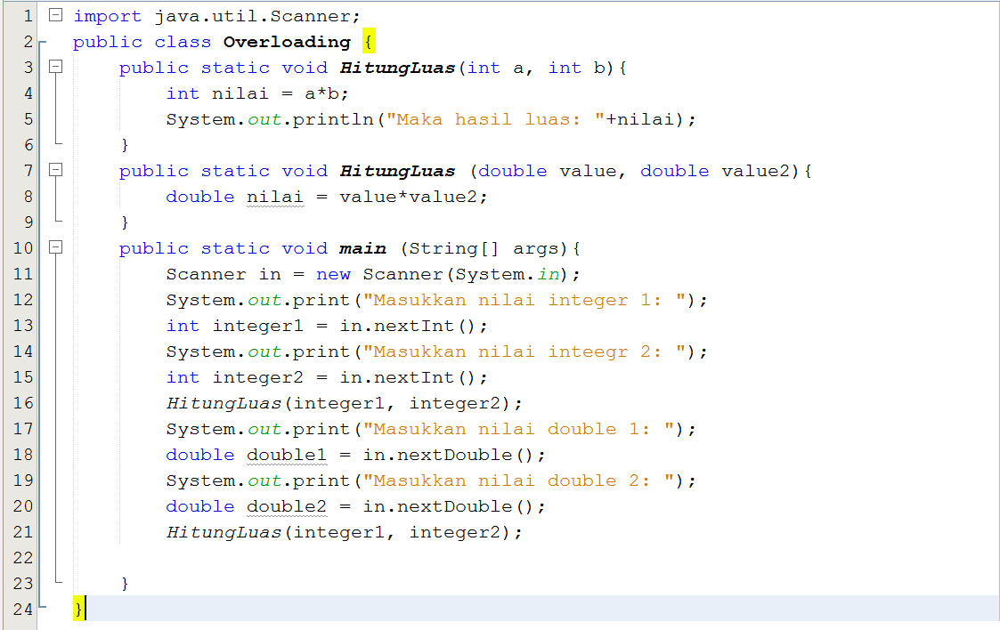 1 import java.util.Scanner;
2 public class Overloading {
3 public static void HitungLuas(int a, int b){
4 int nilai = a*b;
5 System.out.println("Maka hasil luas: "+nilai);
6 }
7 public static void HitungLuas (double value, double value2){
8 double nilai = value*value2;
9 }
10 public static void main (String[] args){
11 Scanner in = new Scanner(System.in);
12 System.out.print("Masukkan nilai integer 1: ");
13 int integer1 = in.nextInt();
14 System.out.print("Masukkan nilai inteegr 2: ");
15 int integer2 = in.nextInt();
16 HitungLuas(integer1, integer2);
17 System.out.print("Masukkan nilai double 1: ");
18 double double1 = in.nextDouble();
19 System.out.print("Masukkan nilai double 2: ");
20 double double2 = in.nextDouble();
21 HitungLuas(integer1, integer2);
22
23 }
24 }